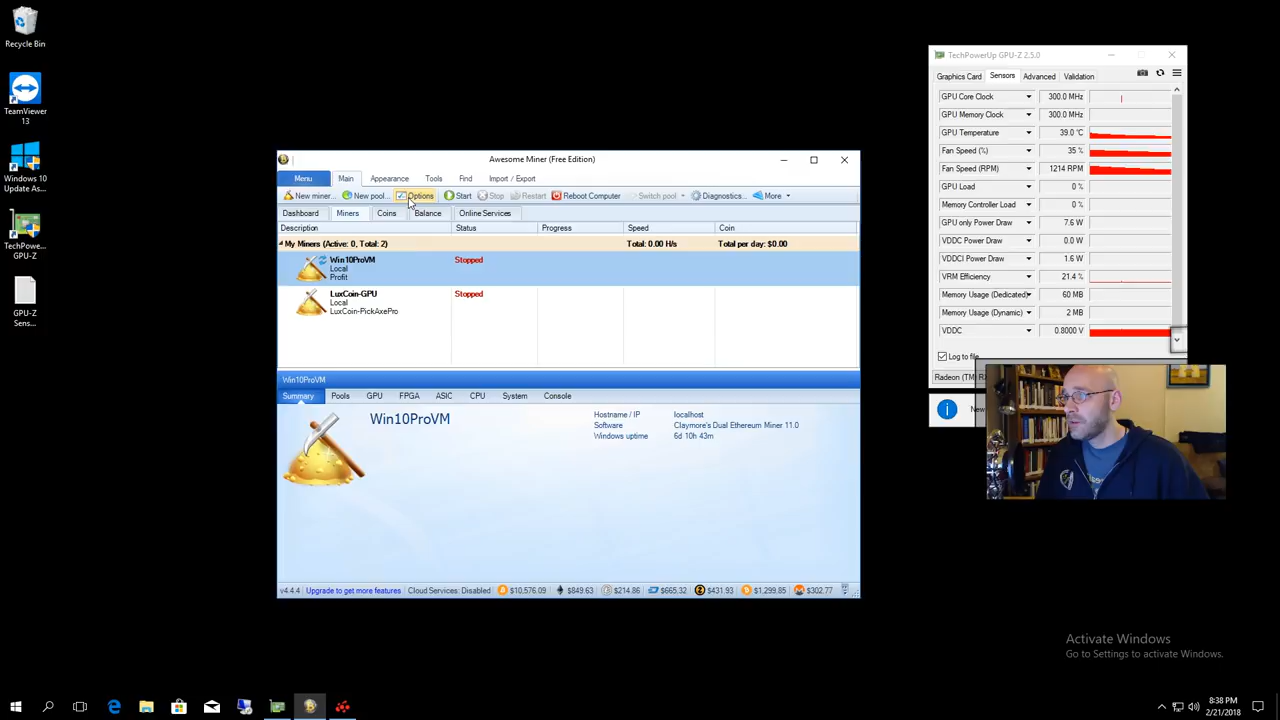 Recycle Bin
TeamViewer
13
Windows 10
Update As...
TechPowe...
GPU-Z
GPU-Z
Sens...
Awesome Miner (Free Edition)
Menu Main Appearance Tools Find Import / Export
New miner... New pool... Options Start Stop Restart Reboot Computer Switch pool Diagnostics... More
Dashboard Miners Coins Balance Online Services
Description Status Progress Speed Coin
My Miners (Active: 0, Total: 2) Total: 0.00 H/s Total per day: $0.00
Win10ProVM Stopped
Local
Profit
LuxCoin-GPU Stopped
Local
LuxCoin-PickAxePro
Win10ProVM
Summary Pools GPU FPGA ASIC CPU System Console
Win10ProVM
Hostname / IP localhost
Software Claymore's Dual Ethereum Miner 11.0
Windows uptime 6d 10h 43m
v4.4.4 Upgrade to get more features Cloud Services: Disabled $10,576.09 $849.63 $214.86 $665.32 $431.93 $1,299.85 $302.77
TechPowerUp GPU-Z 2.5.0
Graphics Card Sensors Advanced Validation
GPU Core Clock 300.0 MHz
GPU Memory Clock 300.0 MHz
GPU Temperature 39.0 °C
Fan Speed (%) 35 %
Fan Speed (RPM) 1214 RPM
GPU Load 0 %
Memory Controller Load 0 %
GPU only Power Draw 7.6 W
VDDC Power Draw 0.0 W
VDDCI Power Draw 1.6 W
VRM Efficiency 21.4 %
Memory Usage (Dedicated) 60 MB
Memory Usage (Dynamic) 2 MB
VDDC 0.8000 V
Log to file
Radeon (TM) R
New
Activate Windows
Go to Settings to activate Windows.
8:38 PM
2/21/2018